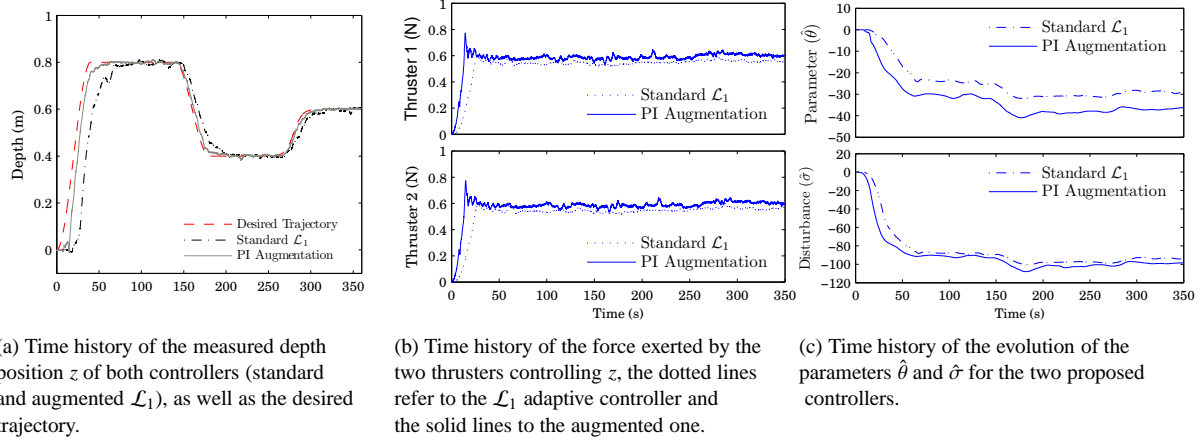 0.8
0.6
0.4
0.2
0
0 50 100 150 200 250 300 350
Depth (m)
Time (s)
Desired Trajectory
Standard ℒ₁
PI Augmentation
1
0.8
0.6
0.4
0.2
0
Thruster 1 (N)
Standard ℒ₁
PI Augmentation
1
0.8
0.6
0.4
0.2
0
0 50 100 150 200 250 300 350
Thruster 2 (N)
Time (s)
Standard ℒ₁
PI Augmentation
10
0
−10
−20
−30
−40
−50
Parameter (θ̂)
Standard ℒ₁
PI Augmentation
20
0
−20
−40
−60
−80
−100
−120
0 50 100 150 200 250 300 350
Disturbance (σ̂)
Time (s)
Standard ℒ₁
PI Augmentation
(a) Time history of the measured depth
position z of both controllers (standard
and augmented ℒ₁), as well as the desired
trajectory.
(b) Time history of the force exerted by the
two thrusters controlling z, the dotted lines
refer to the ℒ₁ adaptive controller and
the solid lines to the augmented one.
(c) Time history of the evolution of the
parameters θ̂ and σ̂ for the two proposed
controllers.